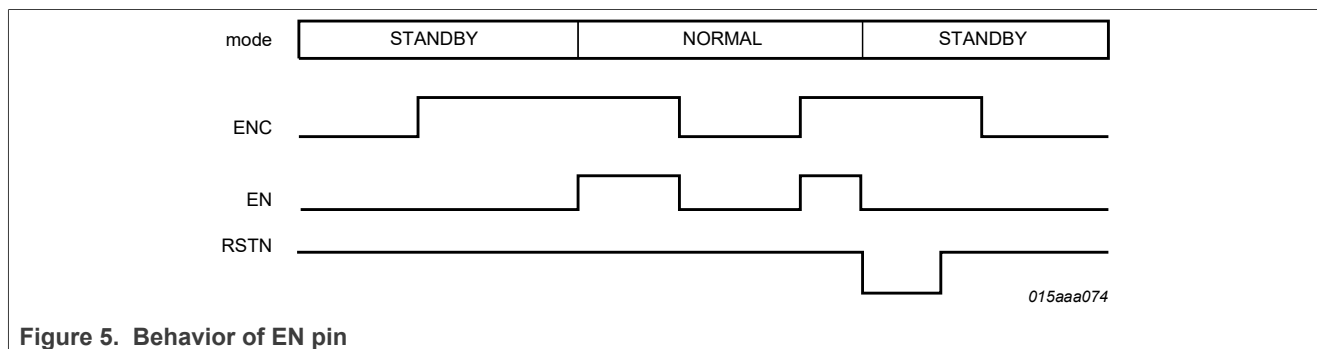 mode STANDBY NORMAL STANDBY
ENC
EN
RSTN
015aaa074
Figure 5. Behavior of EN pin